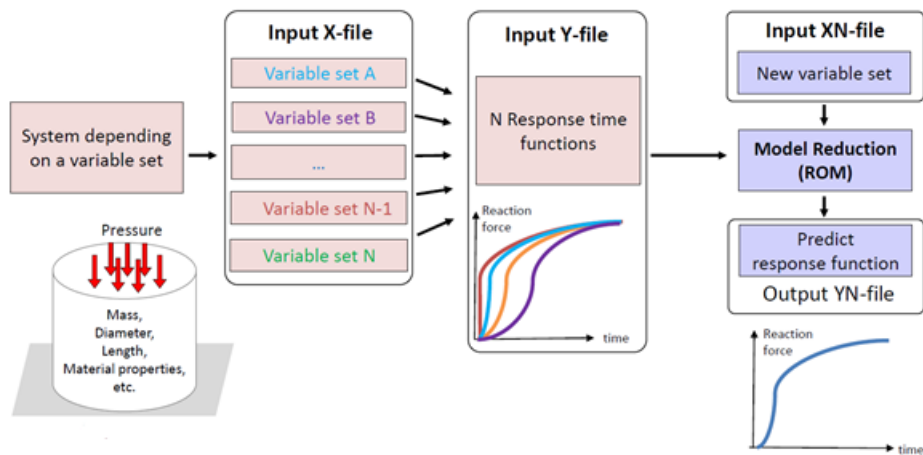 Input X-file
Variable set A
Variable set B
...
Variable set N-1
Variable set N
System depending
on a variable set
Pressure
Mass,
Diameter,
Length,
Material properties,
etc.
Input Y-file
N Response time
functions
Reaction
force
time
Input XN-file
New variable set
Model Reduction
(ROM)
Predict
response function
Output YN-file
Reaction
force
time